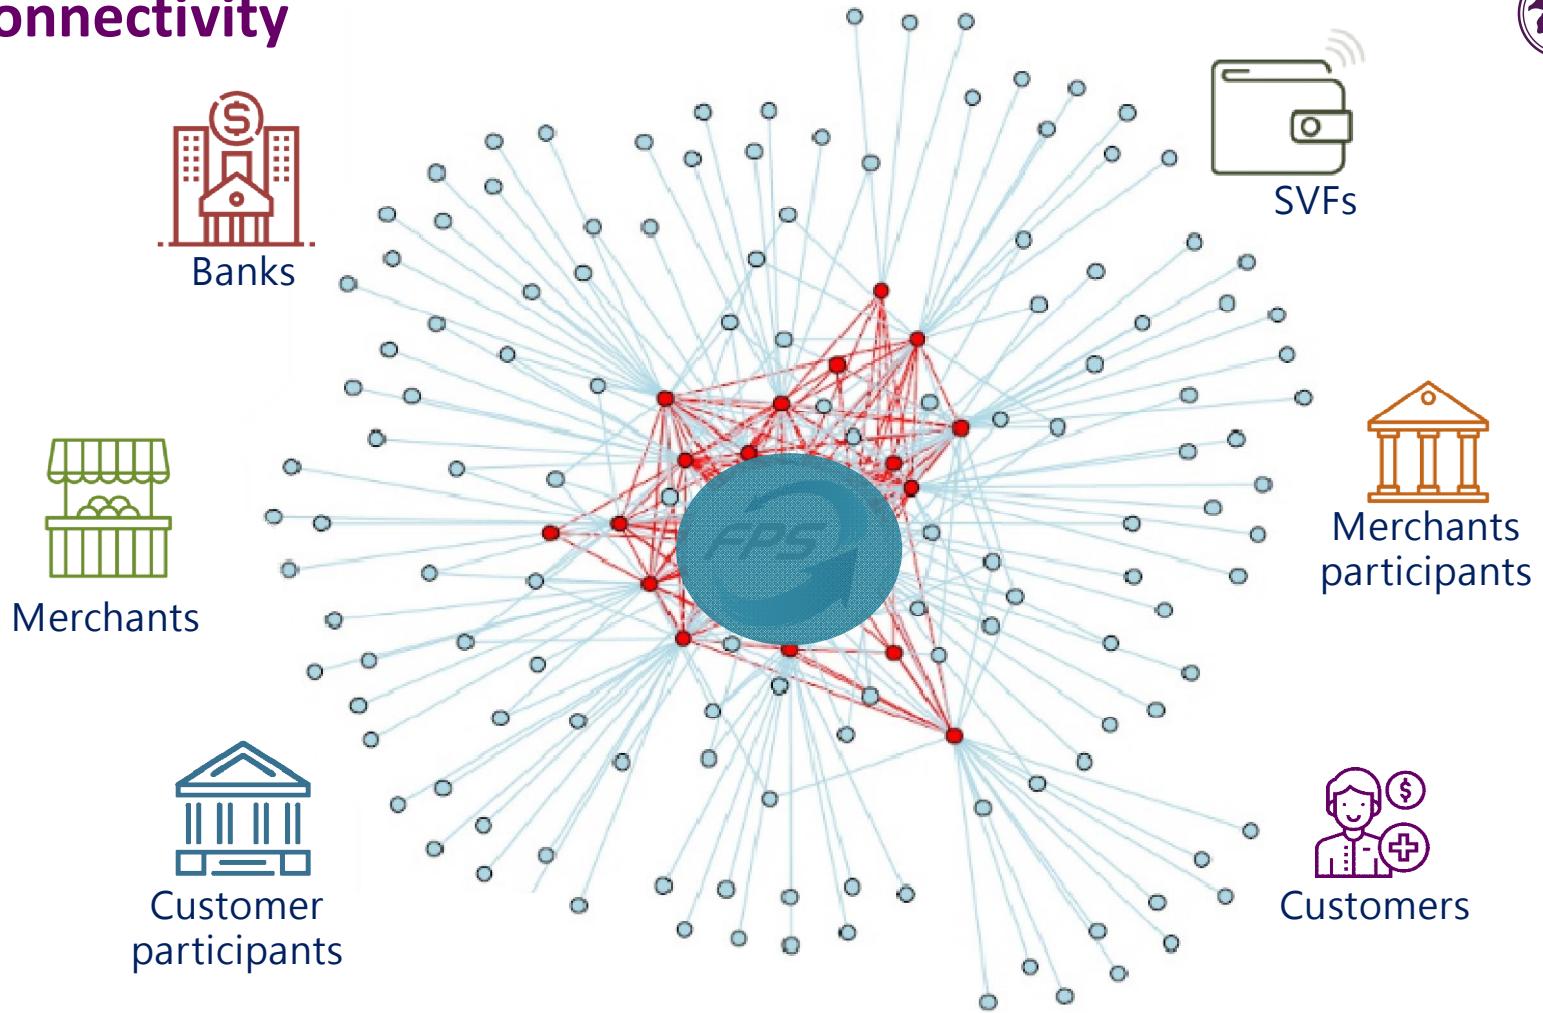 onnectivity
SVFs
Banks
FPS
Merchants
participants
Merchants
Customer
participants
Customers